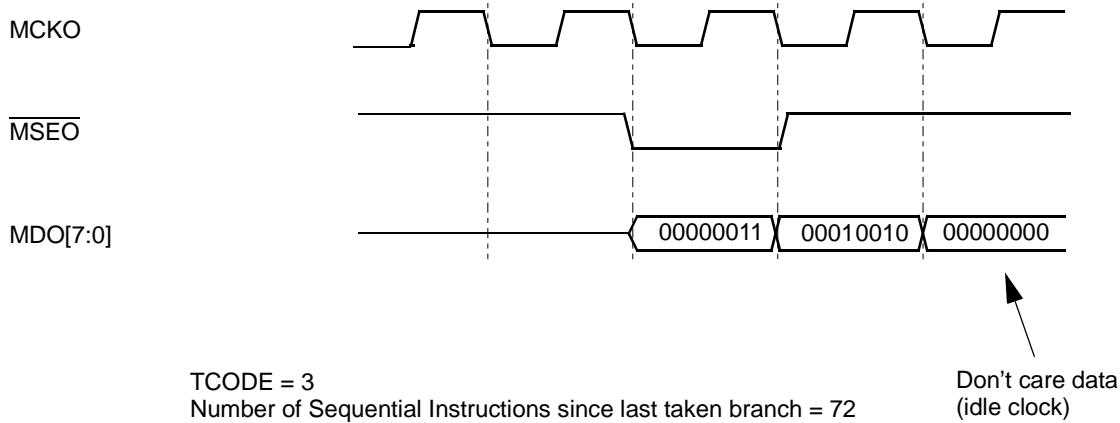 MCKO
MSEO
MDO[7:0]
00000011 00010010 00000000
TCODE = 3
Number of Sequential Instructions since last taken branch = 72
Don't care data
(idle clock)